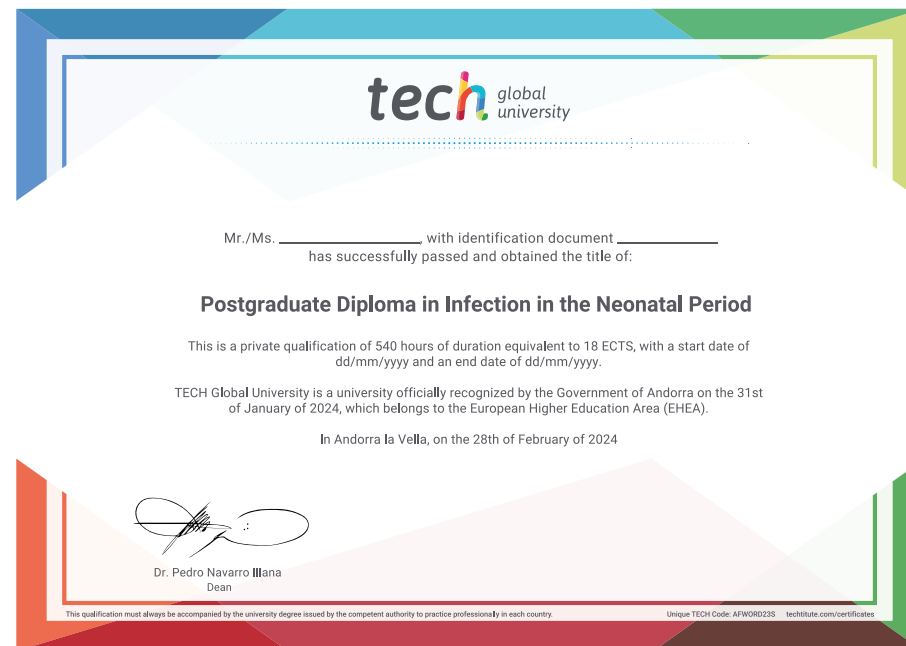 tech global university
Mr./Ms. ____________________, with identification document ______________
has successfully passed and obtained the title of:
Postgraduate Diploma in Infection in the Neonatal Period
This is a private qualification of 540 hours of duration equivalent to 18 ECTS, with a start date of
dd/mm/yyyy and an end date of dd/mm/yyyy.
TECH Global University is a university officially recognized by the Government of Andorra on the 31st
of January of 2024, which belongs to the European Higher Education Area (EHEA).
In Andorra la Vella, on the 28th of February of 2024
Dr. Pedro Navarro Illana
Dean
This qualification must always be accompanied by the university degree issued by the competent authority to practice professionally in each country.
Unique TECH Code: AFWORD23S techtitute.com/certificates